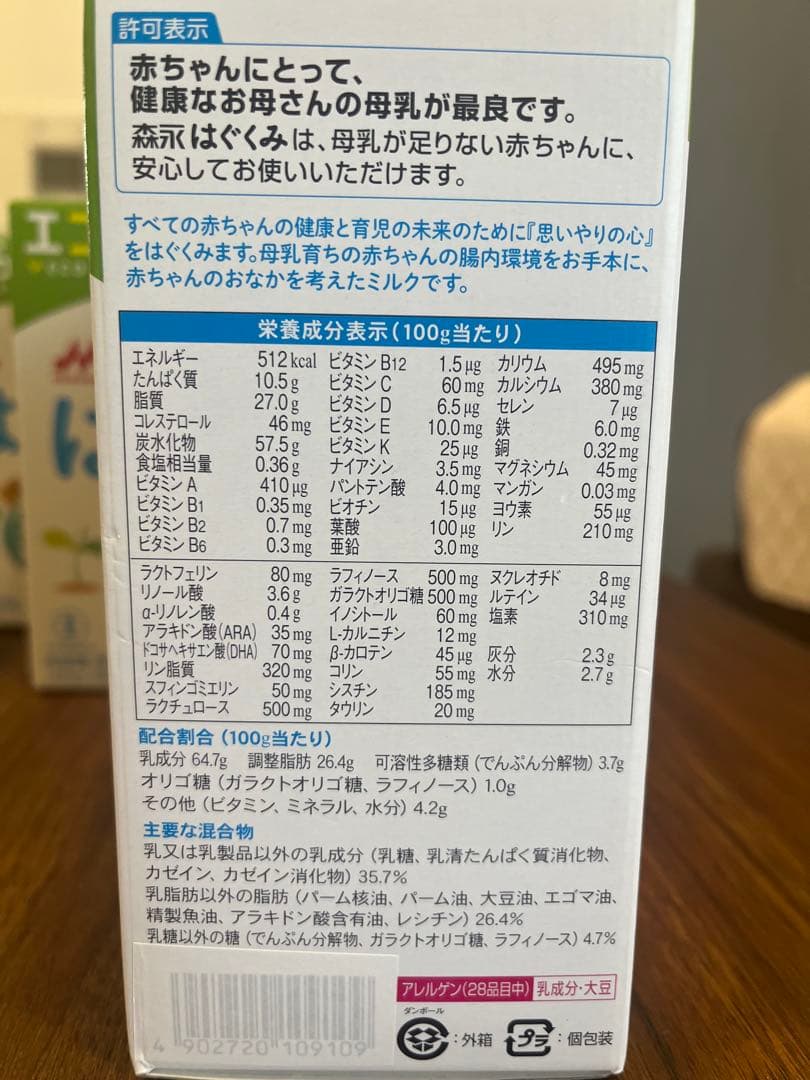 許可表示
赤ちゃんにとって、
健康なお母さんの母乳が最良です。
森永はぐくみは、母乳が足りない赤ちゃんに、
安心してお使いいただけます。
すべての赤ちゃんの健康と育児の未来のために『思いやりの心』
をはぐくみます。母乳育ちの赤ちゃんの腸内環境をお手本に、
赤ちゃんのおなかを考えたミルクです。
栄養成分表示(100g当たり)
エネルギー 512kcal ビタミンB12 1.5μg カリウム 495mg
たんぱく質 10.5g ビタミンC 60mg カルシウム 380mg
脂質 27.0g ビタミンD 6.5μg セレン 7μg
コレステロール 46mg ビタミンE 10.0mg 鉄 6.0mg
炭水化物 57.5g ビタミンK 25μg 銅 0.32mg
食塩相当量 0.36g ナイアシン 3.5mg マグネシウム 45mg
ビタミンA 410μg パントテン酸 4.0mg マンガン 0.03mg
ビタミンB1 0.35mg ビオチン 15μg ヨウ素 55μg
ビタミンB2 0.7mg 葉酸 100μg リン 210mg
ビタミンB6 0.3mg 亜鉛 3.0mg
ラクトフェリン 80mg ラフィノース 500mg ヌクレオチド 8mg
リノール酸 3.6g ガラクトオリゴ糖 500mg ルテイン 34μg
α-リノレン酸 0.4g イノシトール 60mg 塩素 310mg
アラキドン酸(ARA) 35mg L-カルニチン 12mg
ドコサヘキサエン酸(DHA) 70mg β-カロテン 45μg 灰分 2.3g
リン脂質 320mg コリン 55mg 水分 2.7g
スフィンゴミエリン 50mg シスチン 185mg
ラクチュロース 500mg タウリン 20mg
配合割合(100g当たり)
乳成分 64.7g 調整脂肪 26.4g 可溶性多糖類(でんぷん分解物) 3.7g
オリゴ糖(ガラクトオリゴ糖、ラフィノース) 1.0g
その他(ビタミン、ミネラル、水分) 4.2g
主要な混合物
乳又は乳製品以外の乳成分(乳糖、乳清たんぱく質消化物、
カゼイン、カゼイン消化物) 35.7%
乳脂肪以外の脂肪(パーム核油、パーム油、大豆油、エゴマ油、
精製魚油、アラキドン酸含有油、レシチン) 26.4%
乳糖以外の糖(でんぷん分解物、ガラクトオリゴ糖、ラフィノース) 4.7%
アレルゲン(28品目中) 乳成分・大豆
ダンボール
:外箱 プラ :個包装
4 902720 109109
エコ
は